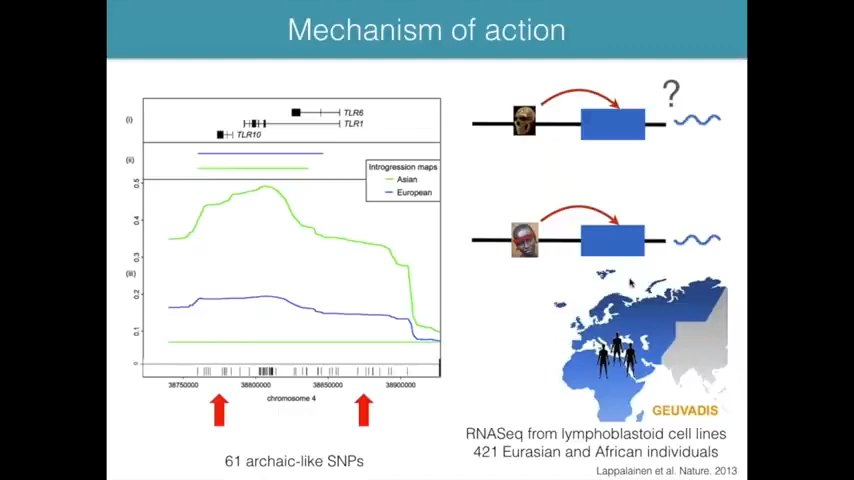 Mechanism of action
(i)
TLR6
TLR1
TLR10
(ii)
Introgression maps
Asian
European
(iii)
0.5
0.4
0.3
0.2
0.1
0
38750000 38800000 38850000 38900000
chromosome 4
61 archaic-like SNPs
?
GEUVADIS
RNASeq from lymphoblastoid cell lines
421 Eurasian and African individuals
Lappalainen et al. Nature. 2013